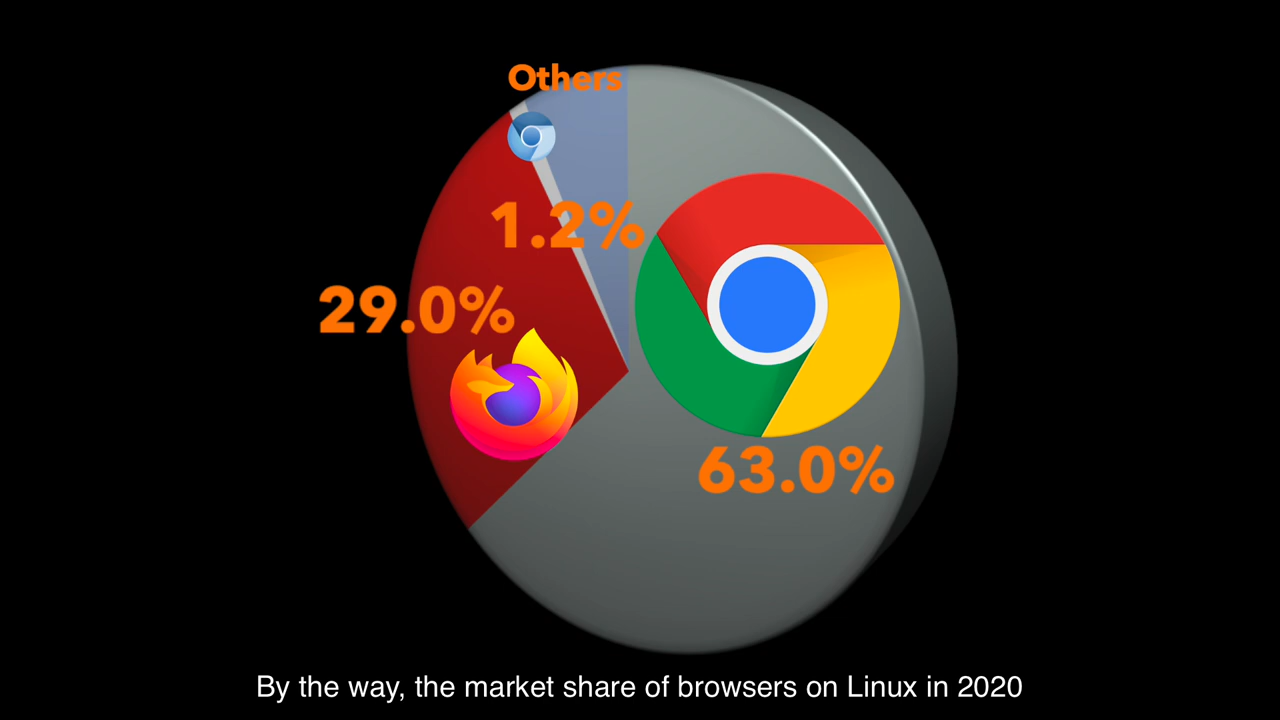 Others
1.2%
29.0%
63.0%
By the way, the market share of browsers on Linux in 2020